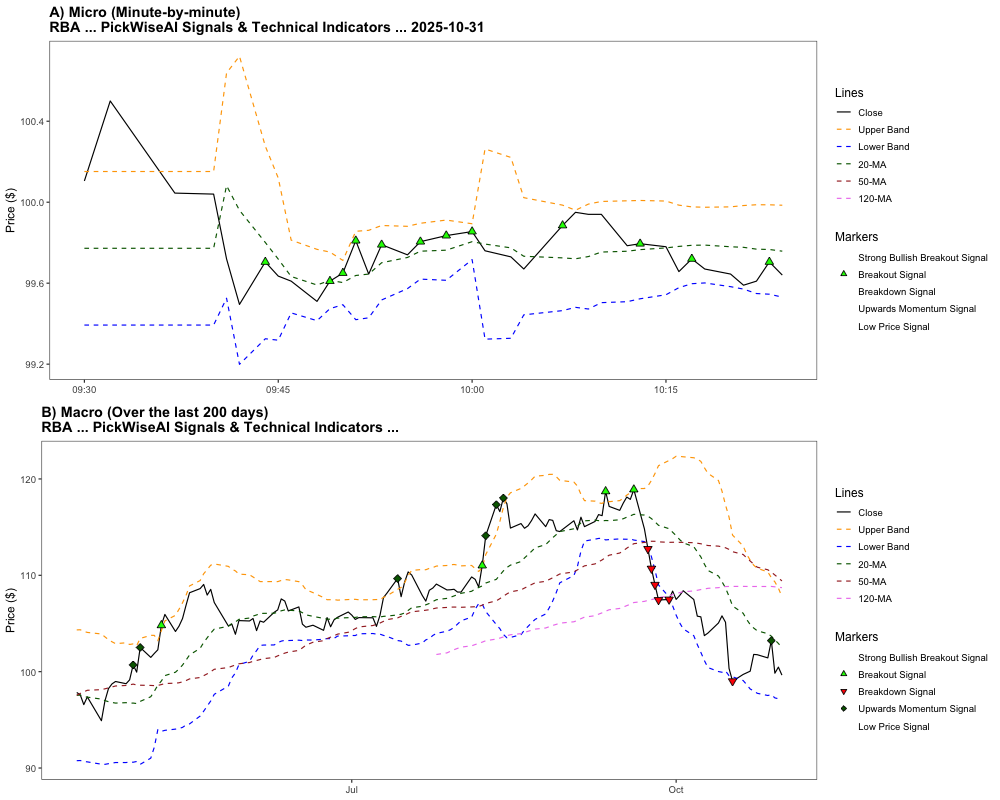 A) Micro (Minute-by-minute)
RBA ... PickWiseAI Signals & Technical Indicators ... 2025-10-31
Price ($)
100.4
100.0
99.6
99.2
09:30
09:45
10:00
10:15
Lines
Close
Upper Band
Lower Band
20-MA
50-MA
120-MA
Markers
Strong Bullish Breakout Signal
Breakout Signal
Breakdown Signal
Upwards Momentum Signal
Low Price Signal
B) Macro (Over the last 200 days)
RBA ... PickWiseAI Signals & Technical Indicators ...
Price ($)
120
110
100
90
Jul
Oct
Lines
Close
Upper Band
Lower Band
20-MA
50-MA
120-MA
Markers
Strong Bullish Breakout Signal
Breakout Signal
Breakdown Signal
Upwards Momentum Signal
Low Price Signal